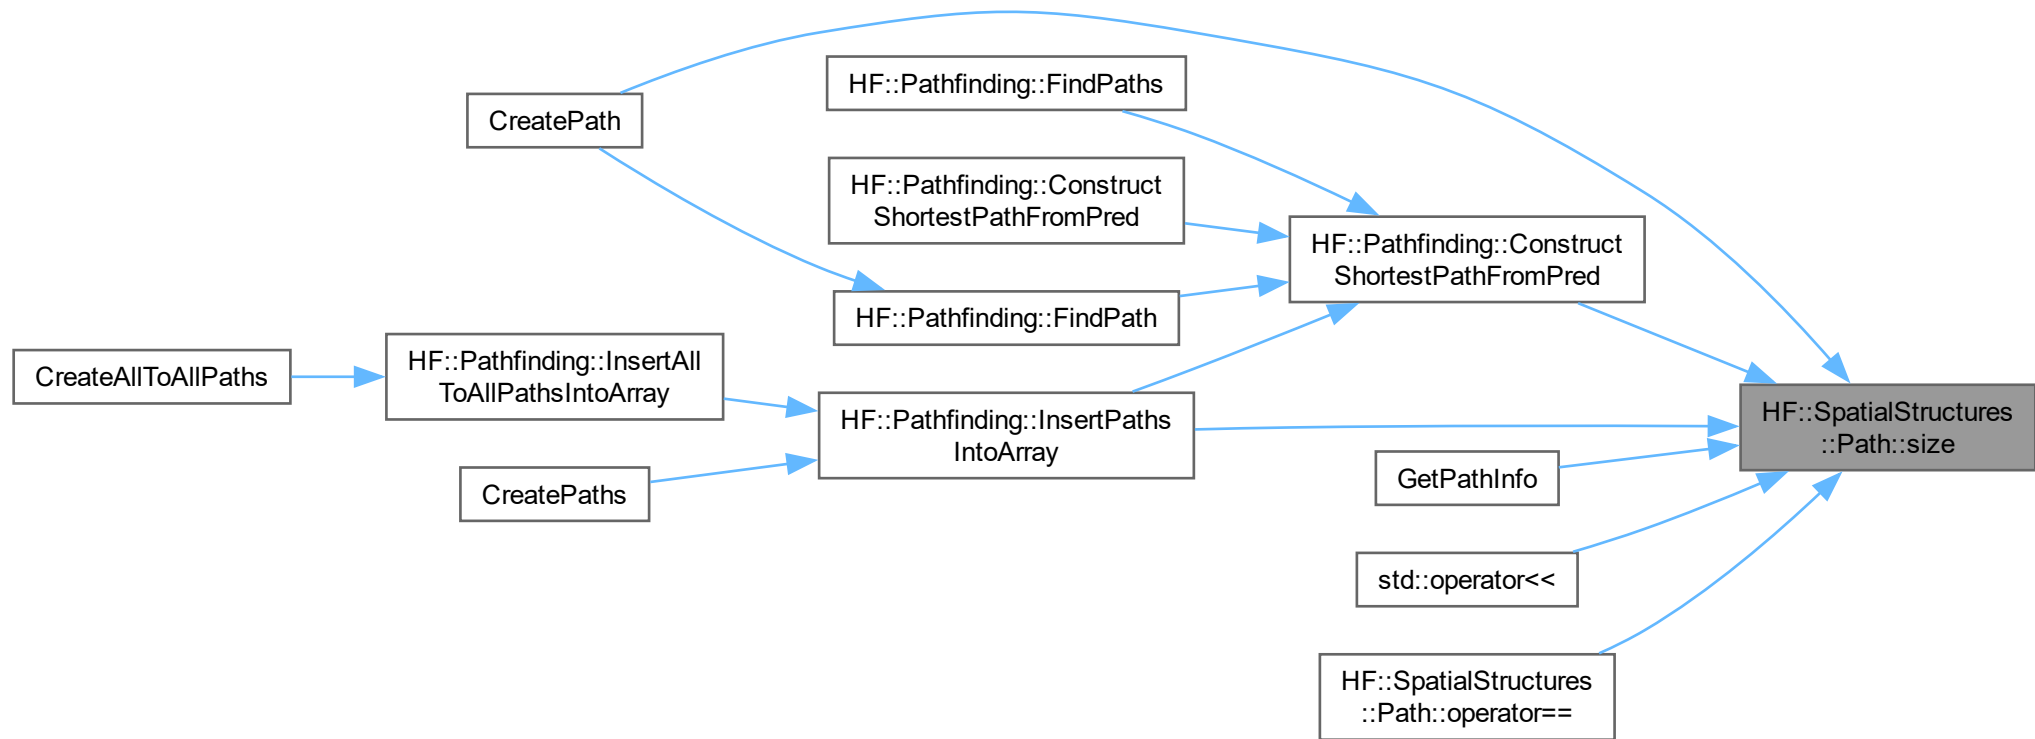 HF::Pathfinding::FindPaths
CreatePath
HF::Pathfinding::Construct
ShortestPathFromPred
HF::Pathfinding::Construct
ShortestPathFromPred
HF::Pathfinding::FindPath
HF::Pathfinding::InsertAll
ToAllPathsIntoArray
CreateAllToAllPaths
HF::Pathfinding::InsertPaths
IntoArray
HF::SpatialStructures
::Path::size
GetPathInfo
CreatePaths
std::operator<<
HF::SpatialStructures
::Path::operator==